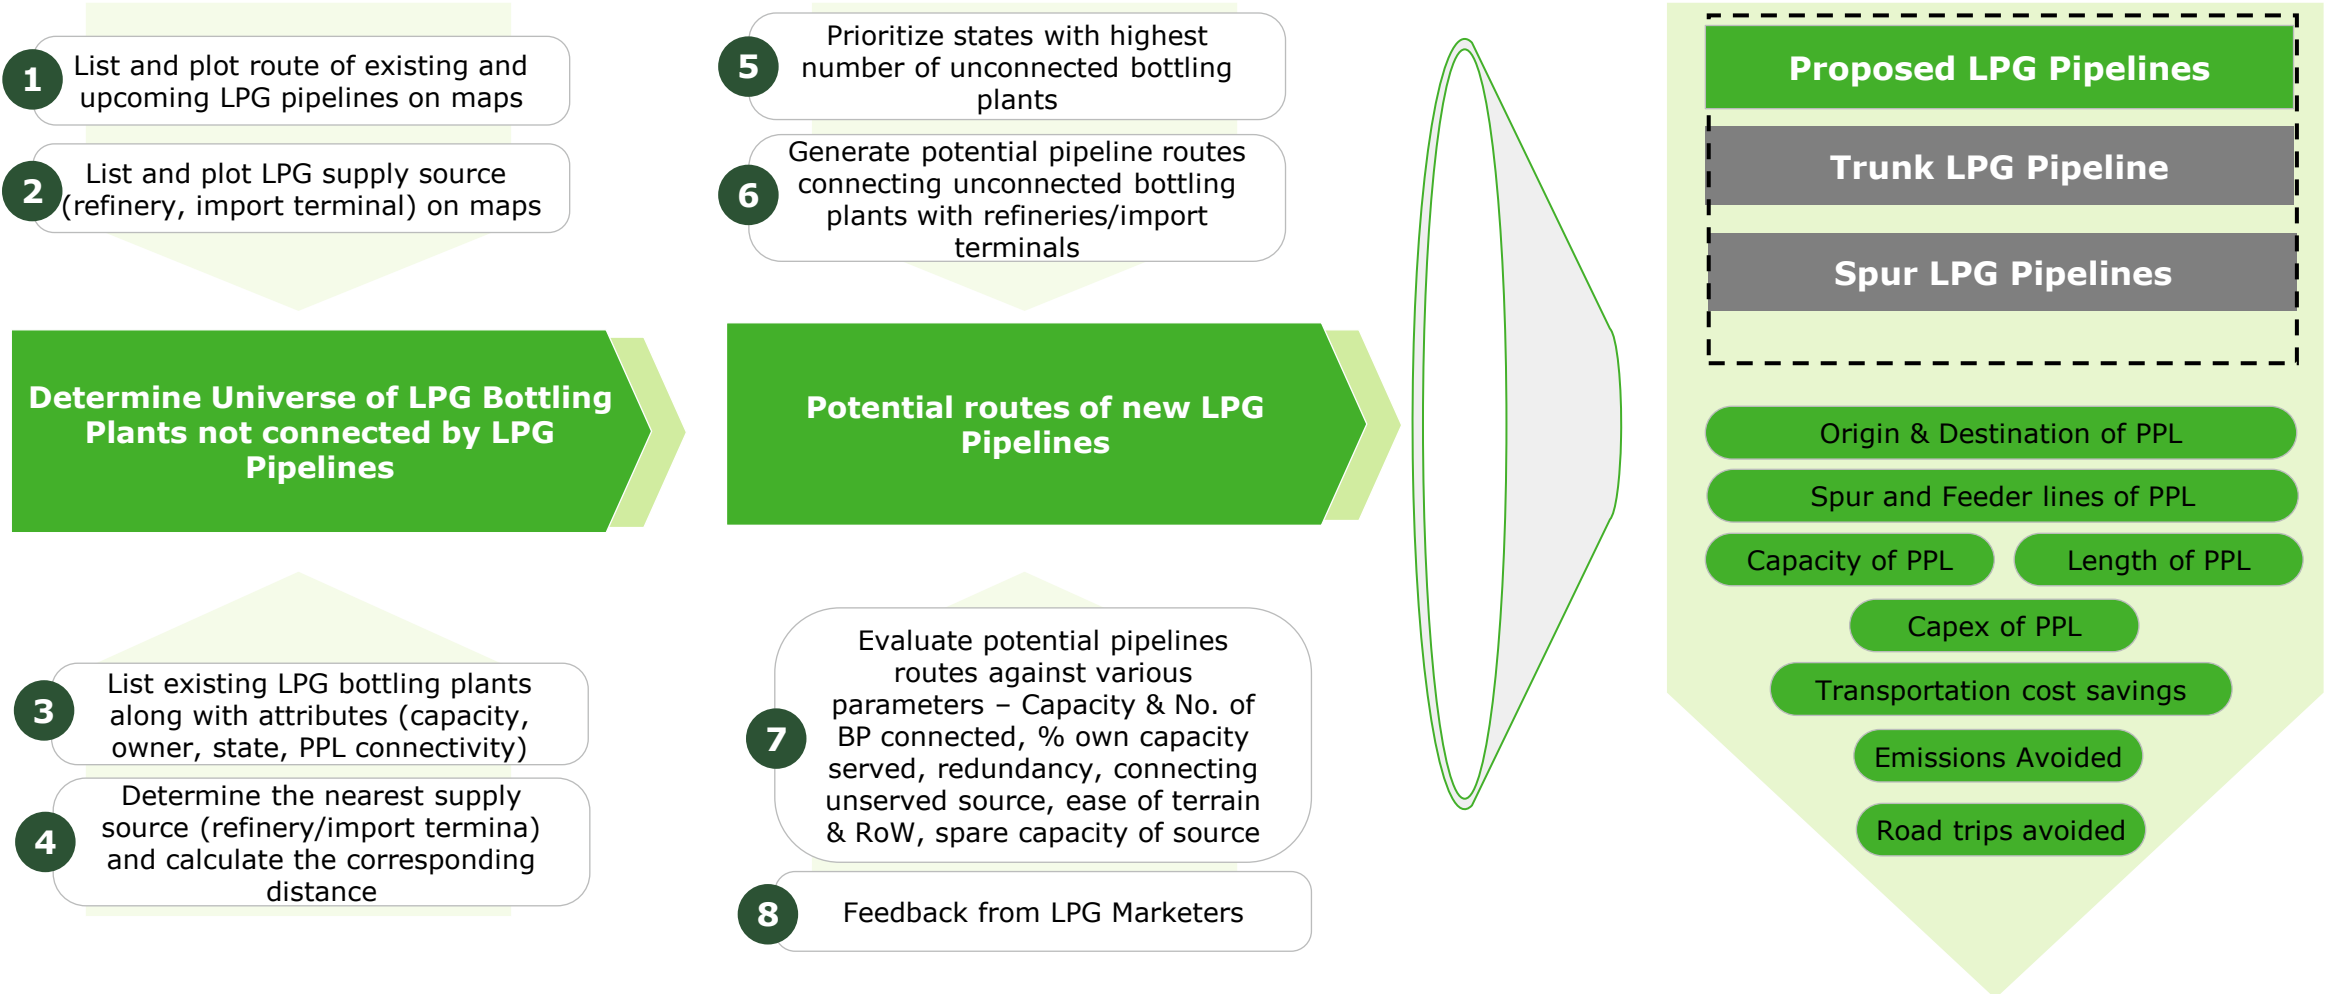 1
List and plot route of existing and
upcoming LPG pipelines on maps
2
List and plot LPG supply source
(refinery, import terminal) on maps
Determine Universe of LPG Bottling
Plants not connected by LPG
Pipelines
3
List existing LPG bottling plants
along with attributes (capacity,
owner, state, PPL connectivity)
4
Determine the nearest supply
source (refinery/import termina)
and calculate the corresponding
distance
5
Prioritize states with highest
number of unconnected bottling
plants
6
Generate potential pipeline routes
connecting unconnected bottling
plants with refineries/import
terminals
Potential routes of new LPG
Pipelines
7
Evaluate potential pipelines
routes against various
parameters – Capacity & No. of
BP connected, % own capacity
served, redundancy, connecting
unserved source, ease of terrain
& RoW, spare capacity of source
8
Feedback from LPG Marketers
Proposed LPG Pipelines
Trunk LPG Pipeline
Spur LPG Pipelines
Origin & Destination of PPL
Spur and Feeder lines of PPL
Capacity of PPL
Length of PPL
Capex of PPL
Transportation cost savings
Emissions Avoided
Road trips avoided